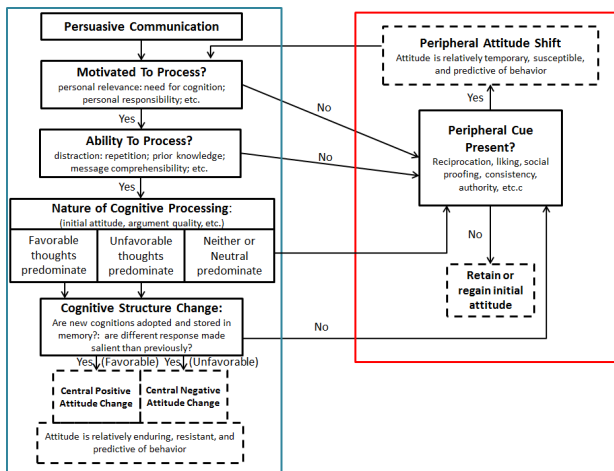 Persuasive Communication
Motivated To Process?
personal relevance: need for cognition;
personal responsibility; etc.
Yes
No
Ability To Process?
distraction: repetition; prior knowledge;
message comprehensibility; etc.
Yes
No
Nature of Cognitive Processing:
(initial attitude, argument quality, etc.)
Favorable
thoughts
predominate
Unfavorable
thoughts
predominate
Neither or
Neutral
predominate
Cognitive Structure Change:
Are new cognitions adopted and stored in
memory?: are different response made
salient than previously?
No
Yes (Favorable)
Yes (Unfavorable)
Central Positive
Attitude Change
Central Negative
Attitude Change
Attitude is relatively enduring, resistant, and
predictive of behavior
Peripheral Attitude Shift
Attitude is relatively temporary, susceptible,
and predictive of behavior
Yes
Peripheral Cue
Present?
Reciprocation, liking, social
proofing, consistency,
authority, etc.c
No
Retain or
regain initial
attitude